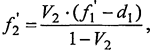 f₂′ = V₂·(f₁′−d₁) / 1−V₂,